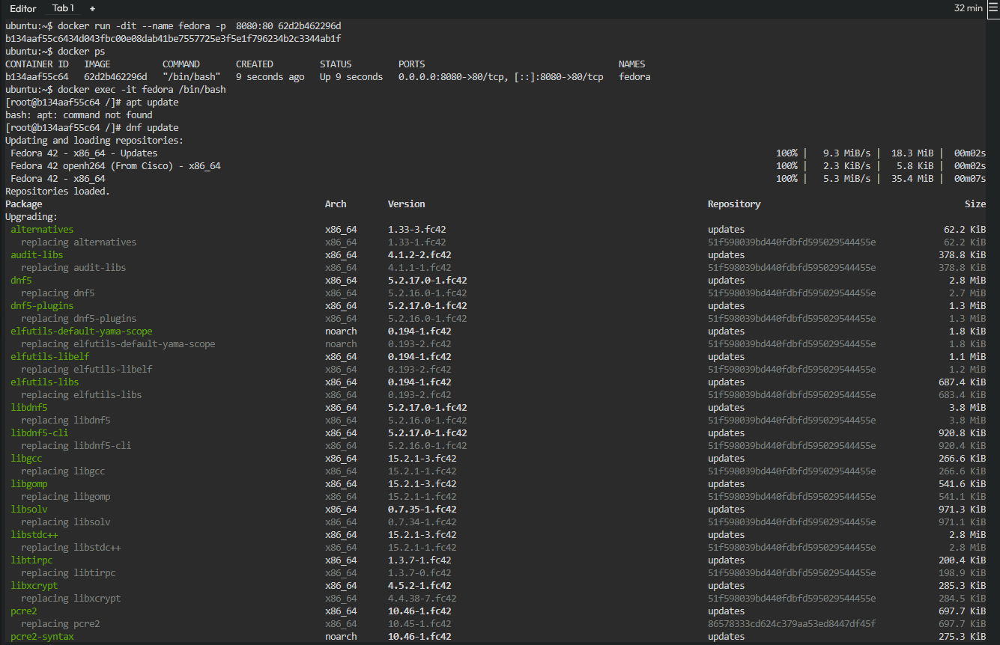 Editor Tab 1 + 32 min
ubuntu:~$ docker run -dit --name fedora -p  8080:80 62d2b462296d
b134aaf55c6434d043fbc00e08dab41be7557725e3f5e1f796234b2c3344ab1f
ubuntu:~$ docker ps
CONTAINER ID   IMAGE          COMMAND       CREATED         STATUS         PORTS                                     NAMES
b134aaf55c64   62d2b462296d   "/bin/bash"   9 seconds ago   Up 9 seconds   0.0.0.0:8080->80/tcp, [::]:8080->80/tcp   fedora
ubuntu:~$ docker exec -it fedora /bin/bash
[root@b134aaf55c64 /]# apt update
bash: apt: command not found
[root@b134aaf55c64 /]# dnf update
Updating and loading repositories:
Fedora 42 - x86_64 - Updates 100% | 9.3 MiB/s | 18.3 MiB | 00m02s
Fedora 42 openh264 (From Cisco) - x86_64 100% | 2.3 KiB/s | 5.8 KiB | 00m02s
Fedora 42 - x86_64 100% | 5.3 MiB/s | 35.4 MiB | 00m07s
Repositories loaded.
Package Arch Version Repository Size
Upgrading:
alternatives x86_64 1.33-3.fc42 updates 62.2 KiB
replacing alternatives x86_64 1.33-1.fc42 51f598039bd440fdbfd595029544455e 62.2 KiB
audit-libs x86_64 4.1.2-2.fc42 updates 378.8 KiB
replacing audit-libs x86_64 4.1.1-1.fc42 51f598039bd440fdbfd595029544455e 378.8 KiB
dnf5 x86_64 5.2.17.0-1.fc42 updates 2.8 MiB
replacing dnf5 x86_64 5.2.16.0-1.fc42 51f598039bd440fdbfd595029544455e 2.7 MiB
dnf5-plugins x86_64 5.2.17.0-1.fc42 updates 1.3 MiB
replacing dnf5-plugins x86_64 5.2.16.0-1.fc42 51f598039bd440fdbfd595029544455e 1.3 MiB
elfutils-default-yama-scope noarch 0.194-1.fc42 updates 1.8 KiB
replacing elfutils-default-yama-scope noarch 0.193-2.fc42 51f598039bd440fdbfd595029544455e 1.8 KiB
elfutils-libelf x86_64 0.194-1.fc42 updates 1.1 MiB
replacing elfutils-libelf x86_64 0.193-2.fc42 51f598039bd440fdbfd595029544455e 1.2 MiB
elfutils-libs x86_64 0.194-1.fc42 updates 687.4 KiB
replacing elfutils-libs x86_64 0.193-2.fc42 51f598039bd440fdbfd595029544455e 683.4 KiB
libdnf5 x86_64 5.2.17.0-1.fc42 updates 3.8 MiB
replacing libdnf5 x86_64 5.2.16.0-1.fc42 51f598039bd440fdbfd595029544455e 3.8 MiB
libdnf5-cli x86_64 5.2.17.0-1.fc42 updates 920.8 KiB
replacing libdnf5-cli x86_64 5.2.16.0-1.fc42 51f598039bd440fdbfd595029544455e 920.4 KiB
libgcc x86_64 15.2.1-3.fc42 updates 266.6 KiB
replacing libgcc x86_64 15.2.1-1.fc42 51f598039bd440fdbfd595029544455e 266.6 KiB
libgomp x86_64 15.2.1-3.fc42 updates 541.6 KiB
replacing libgomp x86_64 15.2.1-1.fc42 51f598039bd440fdbfd595029544455e 541.1 KiB
libsolv x86_64 0.7.35-1.fc42 updates 971.3 KiB
replacing libsolv x86_64 0.7.34-1.fc42 51f598039bd440fdbfd595029544455e 971.1 KiB
libstdc++ x86_64 15.2.1-3.fc42 updates 2.8 MiB
replacing libstdc++ x86_64 15.2.1-1.fc42 51f598039bd440fdbfd595029544455e 2.8 MiB
libtirpc x86_64 1.3.7-1.fc42 updates 200.4 KiB
replacing libtirpc x86_64 1.3.7-0.fc42 51f598039bd440fdbfd595029544455e 198.9 KiB
libxcrypt x86_64 4.5.2-1.fc42 updates 285.3 KiB
replacing libxcrypt x86_64 4.4.38-7.fc42 51f598039bd440fdbfd595029544455e 284.5 KiB
pcre2 x86_64 10.46-1.fc42 updates 697.7 KiB
replacing pcre2 x86_64 10.45-1.fc42 86578333cd624c379aa53ed8447df45f 697.7 KiB
pcre2-syntax noarch 10.46-1.fc42 updates 275.3 KiB